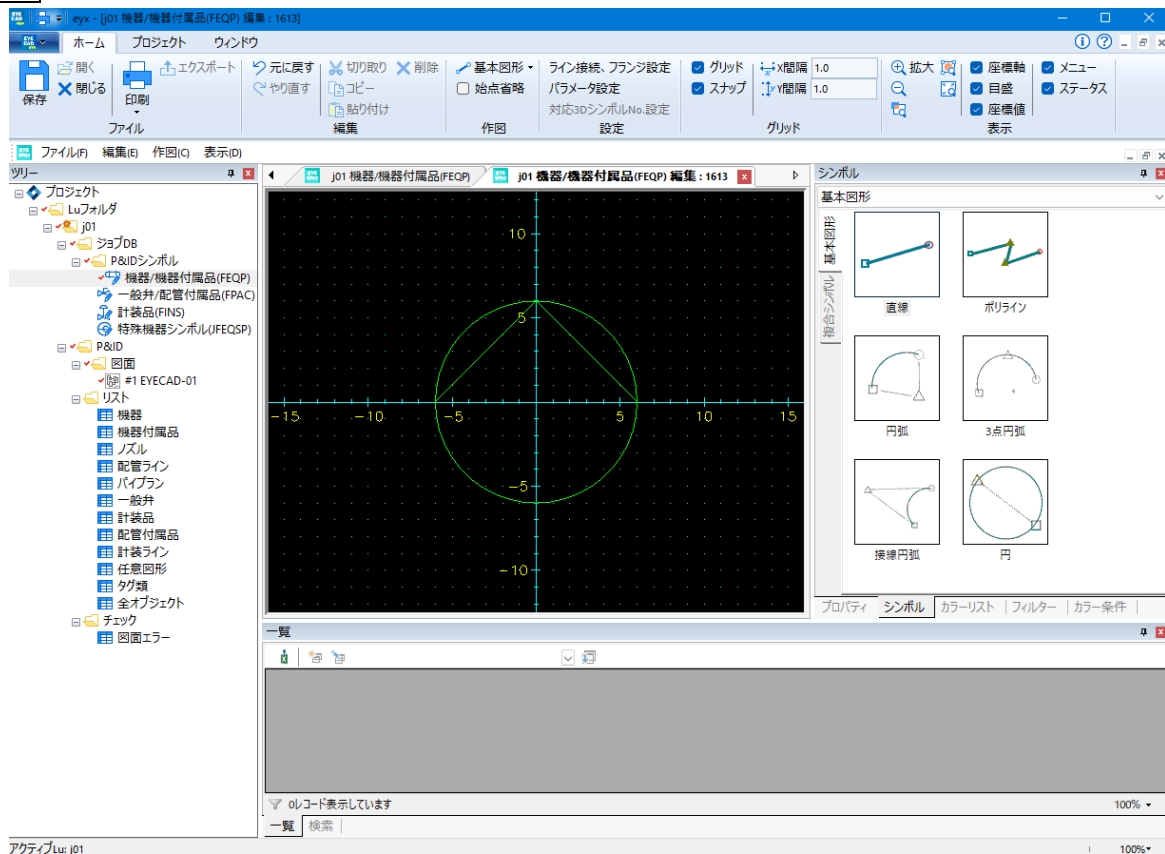 eyx - [j01 機器/機器付属品(FEQP) 編集 : 1613]
ホーム プロジェクト ウィンドウ
保存
開く
閉じる
印刷
エクスポート
ファイル
元に戻す
やり直す
切り取り
削除
コピー
貼り付け
編集
基本図形
始点省略
作図
ライン接続、フランジ設定
パラメータ設定
対応3DシンボルNo.設定
設定
グリッド
スナップ
X間隔 1.0
Y間隔 1.0
グリッド
拡大
座標軸
目盛
座標値
メニュー
ステータス
表示
ファイル(F) 編集(E) 作図(C) 表示(D)
ツリー
プロジェクト
Luフォルダ
j01
ジョブDB
P&IDシンボル
機器/機器付属品(FEQP)
一般弁/配管付属品(FPAC)
計装品(FINS)
特殊機器シンボル(JFEQSP)
P&ID
図面
#1 EYECAD-01
リスト
機器
機器付属品
ノズル
配管ライン
パイプラン
一般弁
計装品
配管付属品
計装ライン
任意図形
タグ類
全オブジェクト
チェック
図面エラー
j01 機器/機器付属品(FEQP)
j01 機器/機器付属品(FEQP) 編集 : 1613
10
5
-15 -10 -5 5 10 15
-5
-10
シンボル
基本図形
基本図形
複合シンボル
直線 ポリライン
円弧 3点円弧
接線円弧 円
プロパティ シンボル カラーリスト フィルター カラー条件
一覧
0レコード表示しています 100%
一覧 検索
アクティブLu: j01 100%